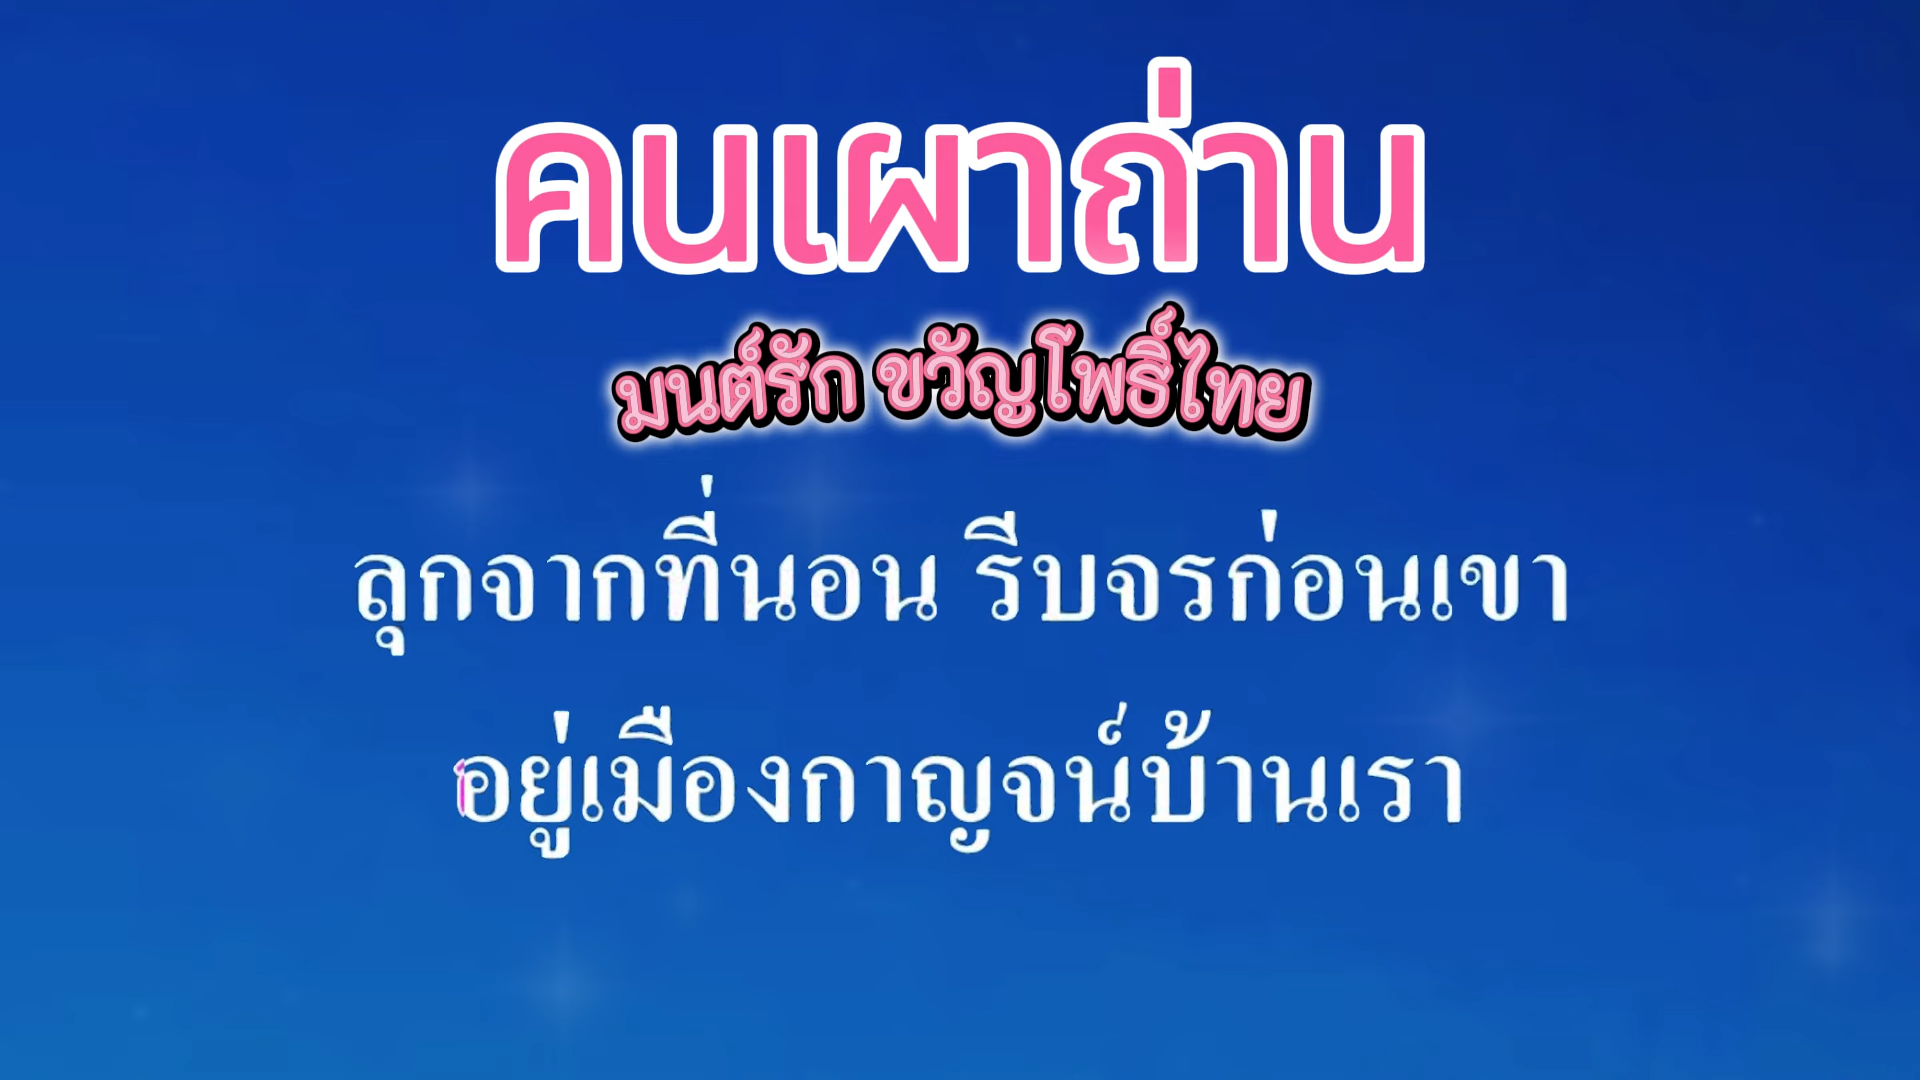 คนเผาถ่าน
มนต์รัก ขวัญโพธิ์ไทย
ลุกจากที่นอน รีบจรก่อนเขา
อยู่เมืองกาญจน์บ้านเรา